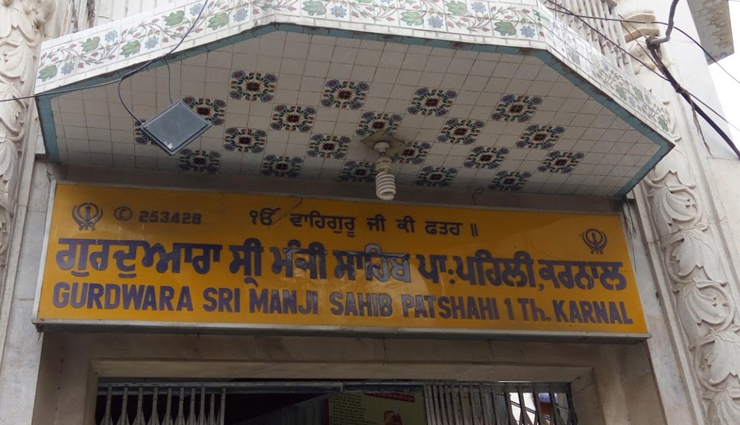 253428 ੴ ਵਾਹਿਗੁਰੂ ਜੀ ਕੀ ਫਤਹ ॥
ਗੁਰਦੁਆਰਾ ਸ੍ਰੀ ਮੰਜੀ ਸਾਹਿਬ ਪਾ:ਪਹਿਲੀ,ਕਰਨਾਲ
GURDWARA SRI MANJI SAHIB PATSHAHI 1 Th. KARNAL